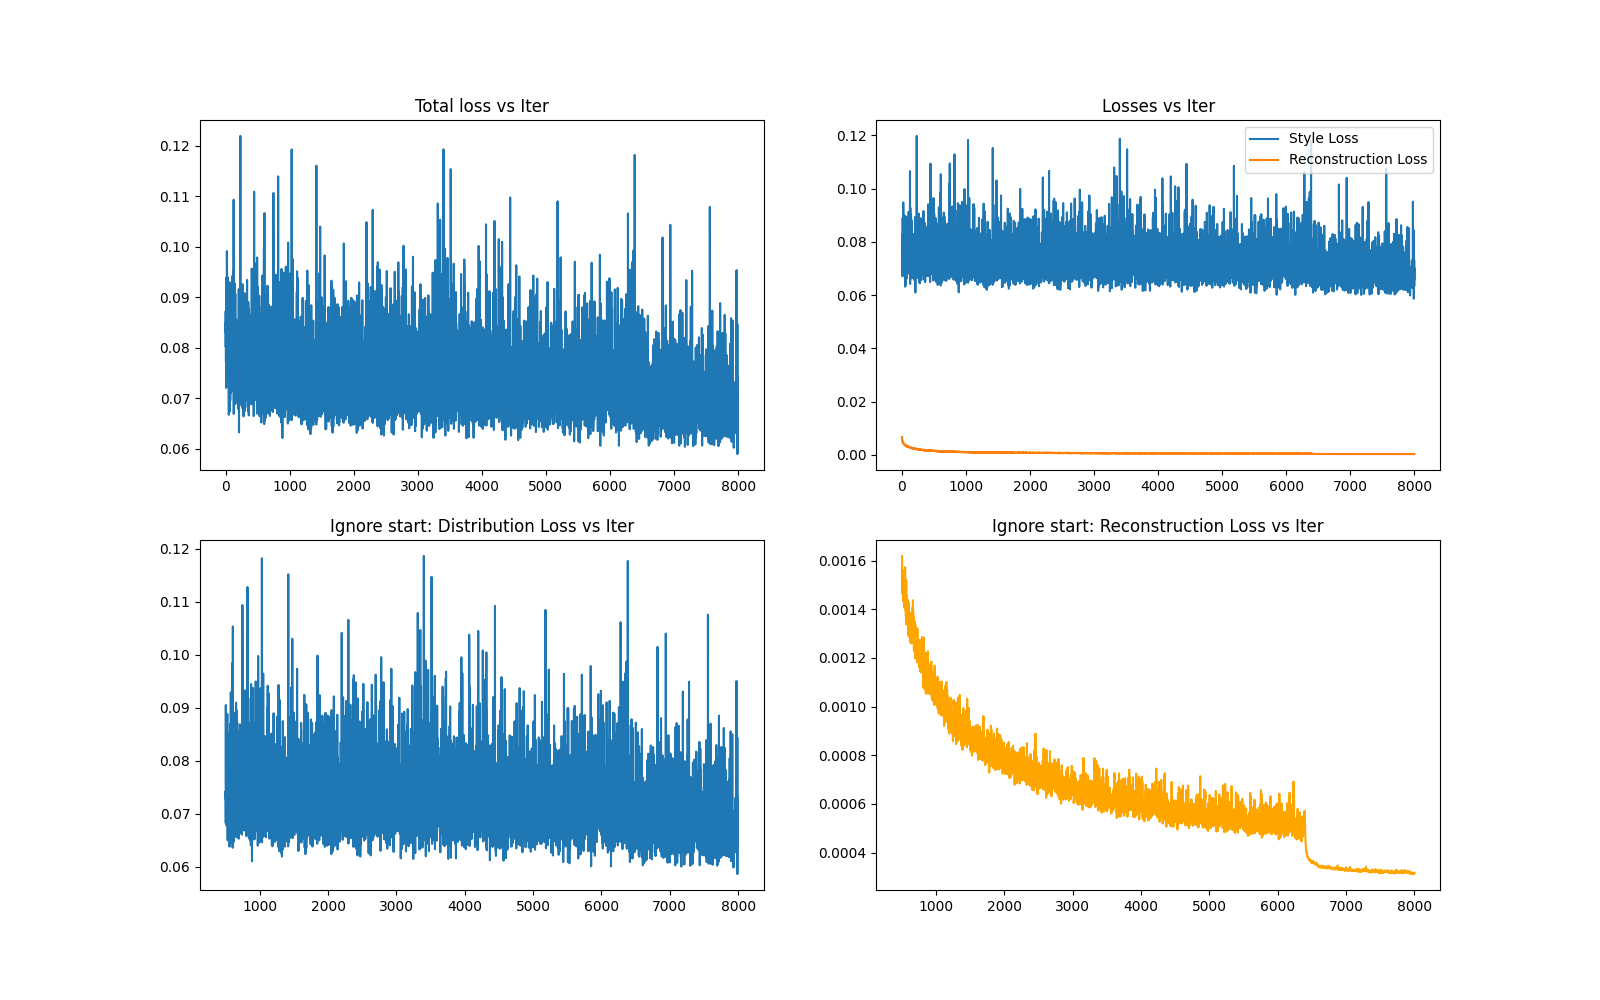 Total loss vs Iter
0.12
0.11
0.10
0.09
0.08
0.07
0.06
0 1000 2000 3000 4000 5000 6000 7000 8000
Losses vs Iter
Style Loss
Reconstruction Loss
0.12
0.10
0.08
0.06
0.04
0.02
0.00
0 1000 2000 3000 4000 5000 6000 7000 8000
Ignore start: Distribution Loss vs Iter
0.12
0.11
0.10
0.09
0.08
0.07
0.06
1000 2000 3000 4000 5000 6000 7000 8000
Ignore start: Reconstruction Loss vs Iter
0.0016
0.0014
0.0012
0.0010
0.0008
0.0006
0.0004
1000 2000 3000 4000 5000 6000 7000 8000